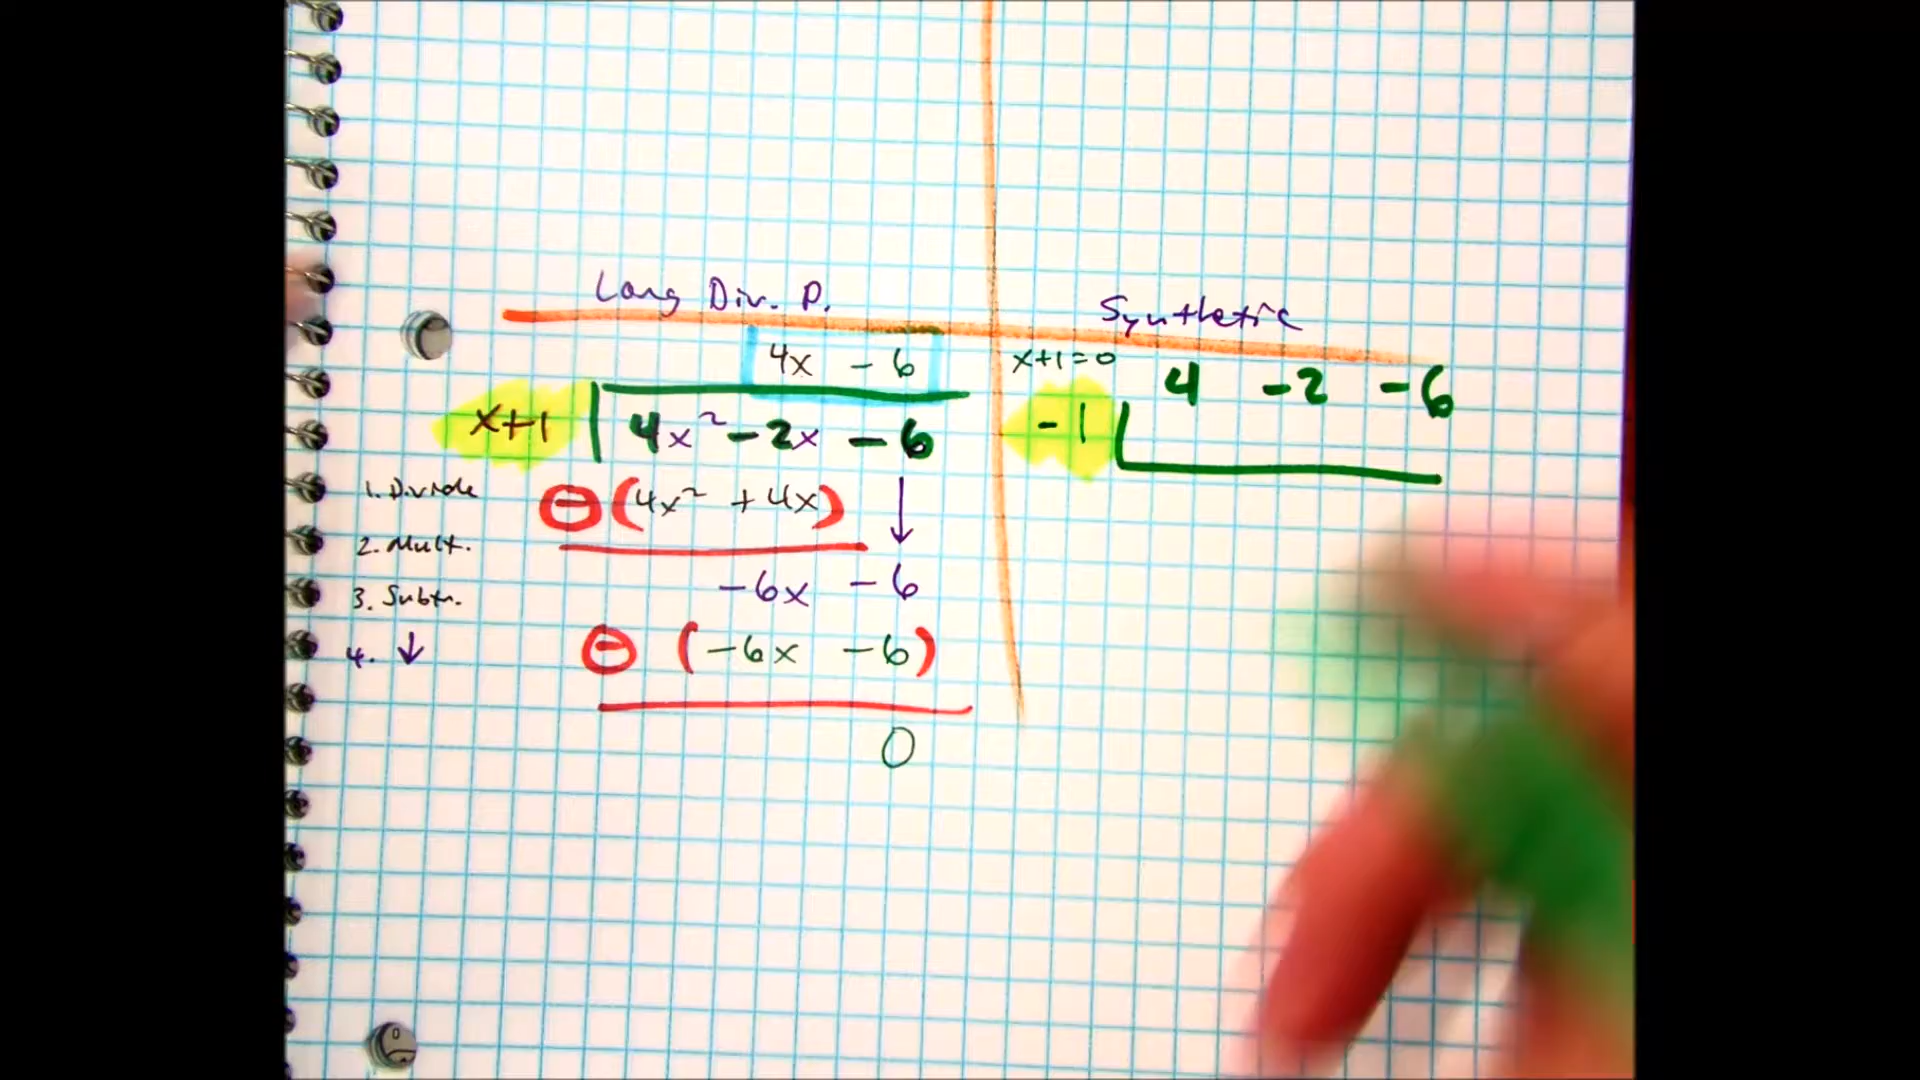 Long Div. P.
4x - 6
x+1 4x² - 2x - 6
1. Divide
⊖ (4x² + 4x) ↓
2. Mult.
-6x - 6
3. Subtr.
⊖ (-6x - 6)
4. ↓
0
Synthetic
x+1=0
4 -2 -6
-1